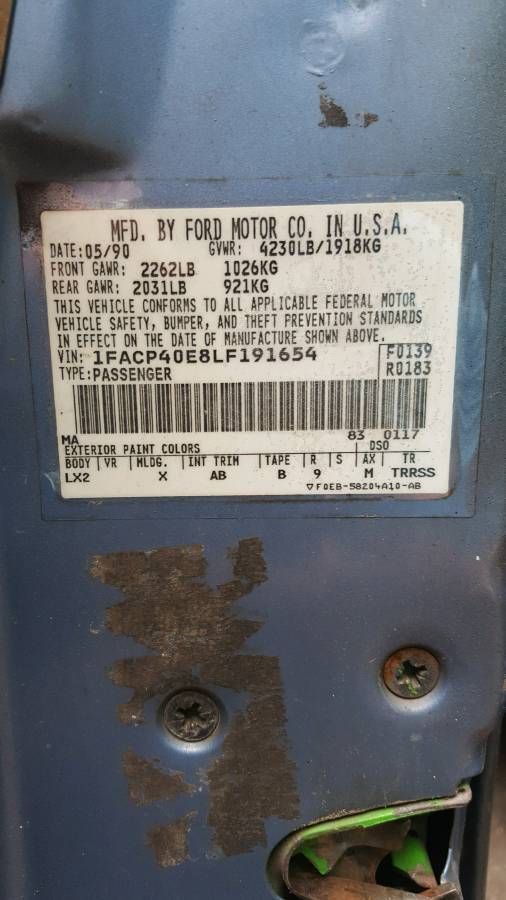 MFD. BY FORD MOTOR CO. IN U.S.A.
DATE: 05/90 GVWR: 4230LB/1918KG
FRONT GAWR: 2262LB 1026KG
REAR GAWR: 2031LB 921KG
THIS VEHICLE CONFORMS TO ALL APPLICABLE FEDERAL MOTOR
VEHICLE SAFETY, BUMPER, AND THEFT PREVENTION STANDARDS
IN EFFECT ON THE DATE OF MANUFACTURE SHOWN ABOVE.
VIN: 1FACP40E8LF191654 F0139
TYPE: PASSENGER R0183
MA 83 0117
EXTERIOR PAINT COLORS DSO
BODY VR MLDG. INT TRIM TAPE R S AX TR
LX2 X AB B 9 M TRRSS
▽F0EB-58204A10-AB